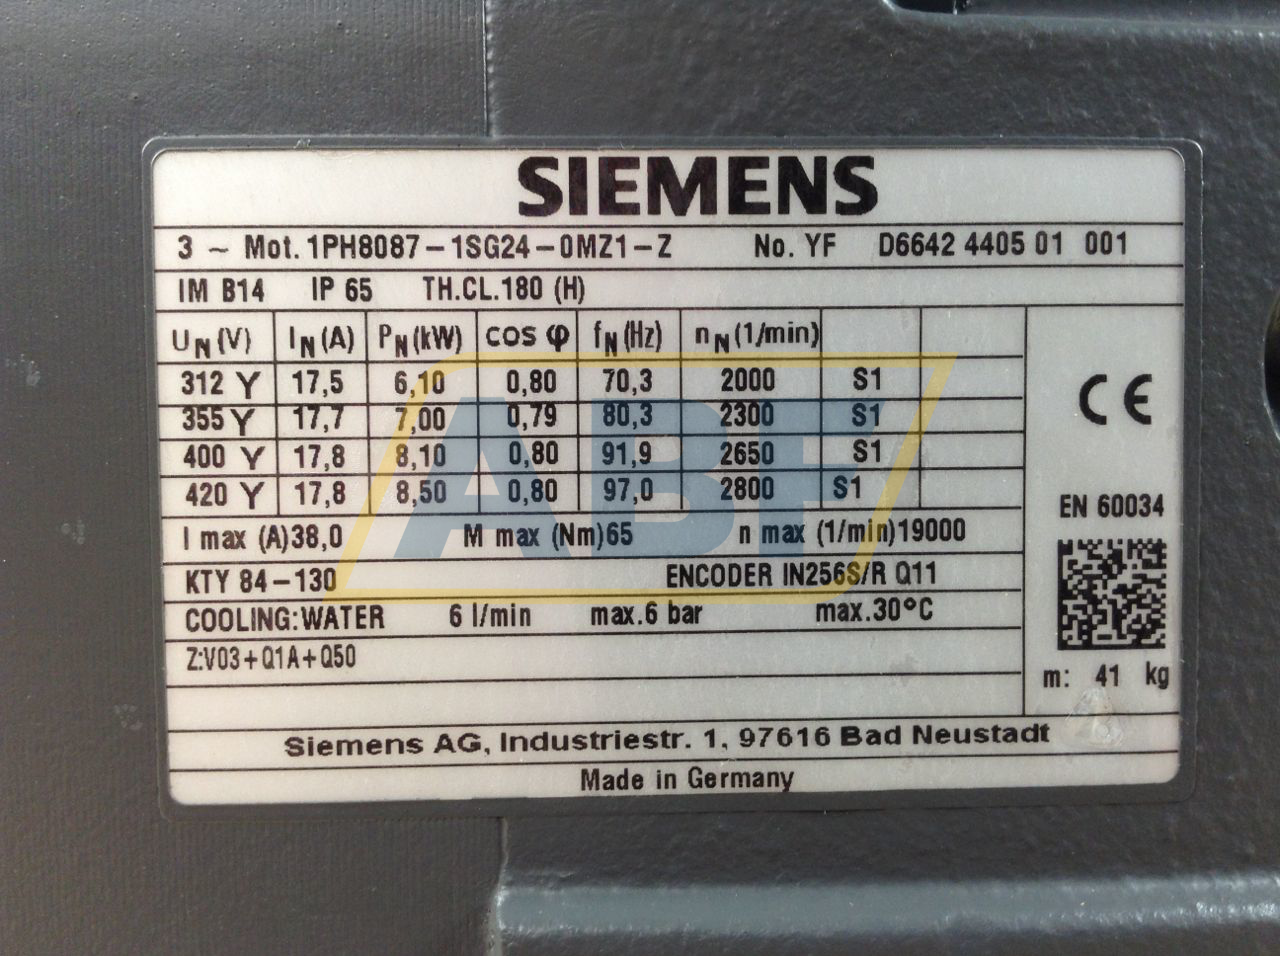 SIEMENS
3 ~ Mot. 1PH8087-1SG24-0MZ1-Z No. YF D6642 4405 01 001
IM B14 IP 65 TH.CL.180 (H)
UN (V) IN (A) PN (kW) cos φ fN (Hz) nN (1/min)
312 Y 17,5 6,10 0,80 70,3 2000 S1
355 Y 17,7 7,00 0,79 80,3 2300 S1
400 Y 17,8 8,10 0,80 91,9 2650 S1
420 Y 17,8 8,50 0,80 97,0 2800 S1
CE
EN 60034
I max (A)38,0 M max (Nm)65 n max (1/min)19000
KTY 84-130 ENCODER IN256S/R Q11
COOLING:WATER 6 l/min max.6 bar max.30°C
Z:V03+Q1A+Q50
m: 41 kg
Siemens AG, Industriestr. 1, 97616 Bad Neustadt
Made in Germany
ABF